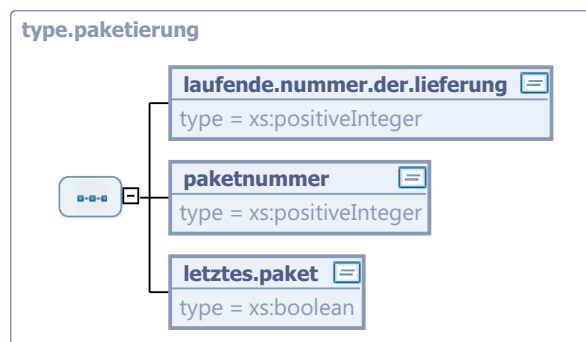 type.paketierung
laufende.nummer.der.lieferung
type = xs:positiveInteger
paketnummer
type = xs:positiveInteger
letztes.paket
type = xs:boolean